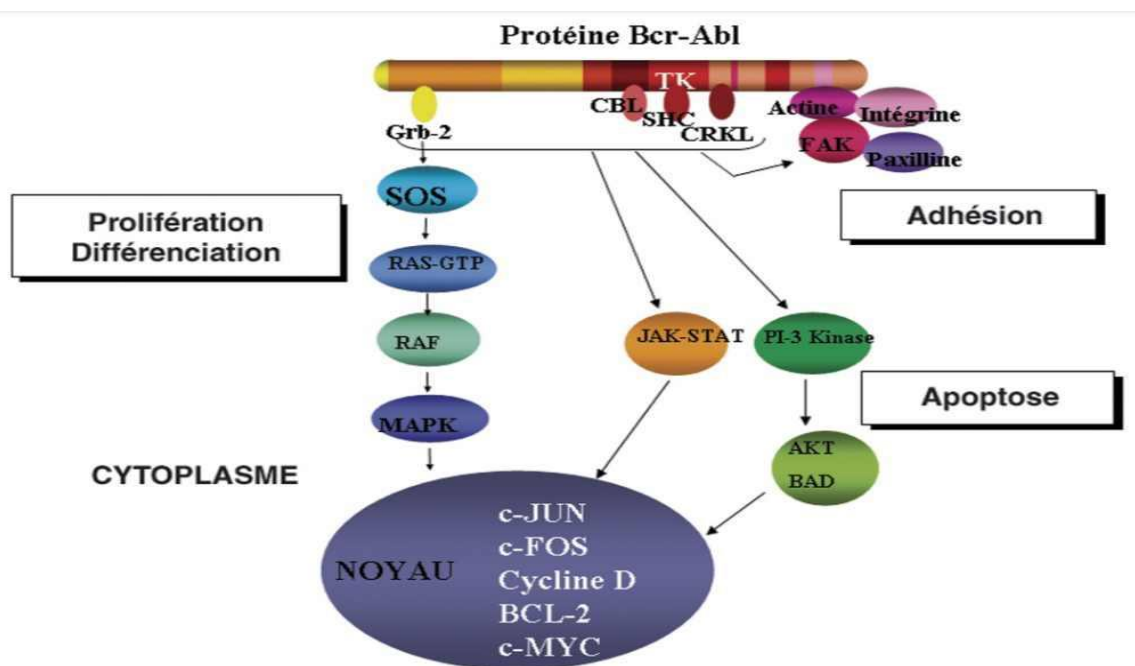 Protéine Bcr-Abl
TK
CBL
SHC
CRKL
Grb-2
Actine
Intégrine
FAK
Paxilline
SOS
Prolifération
Différenciation
Adhésion
RAS-GTP
RAF
JAK-STAT
PI-3 Kinase
Apoptose
MAPK
AKT
BAD
CYTOPLASME
NOYAU
c-JUN
c-FOS
Cycline D
BCL-2
c-MYC